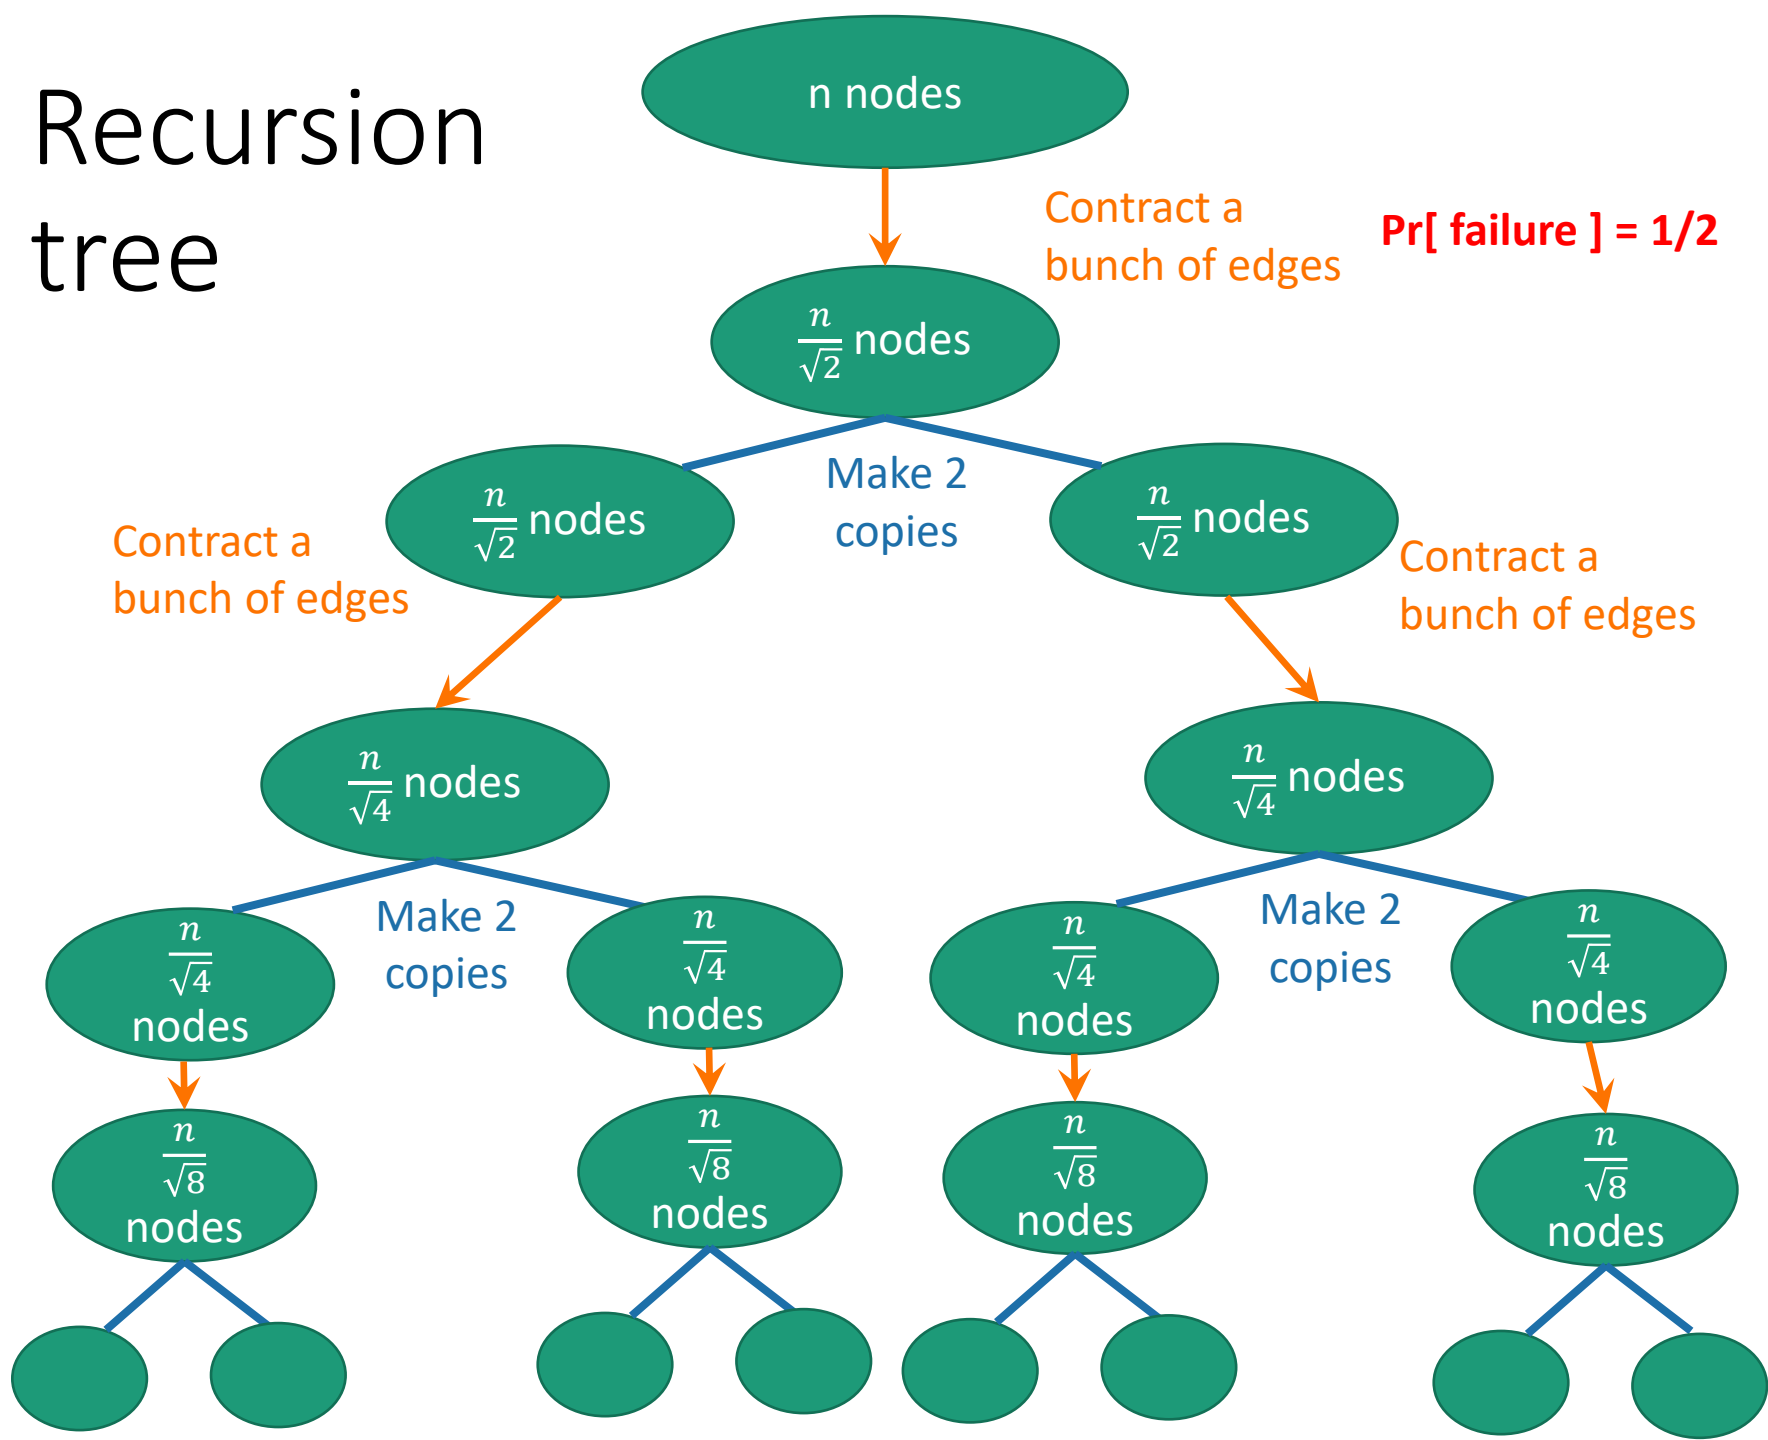 Recursion
tree
n nodes
Contract a
bunch of edges
Pr[ failure ] = 1/2
n/√2 nodes
Make 2
copies
n/√2 nodes
n/√2 nodes
Contract a
bunch of edges
Contract a
bunch of edges
n/√4 nodes
n/√4 nodes
Make 2
copies
Make 2
copies
n/√4
nodes
n/√4
nodes
n/√4
nodes
n/√4
nodes
n/√8
nodes
n/√8
nodes
n/√8
nodes
n/√8
nodes